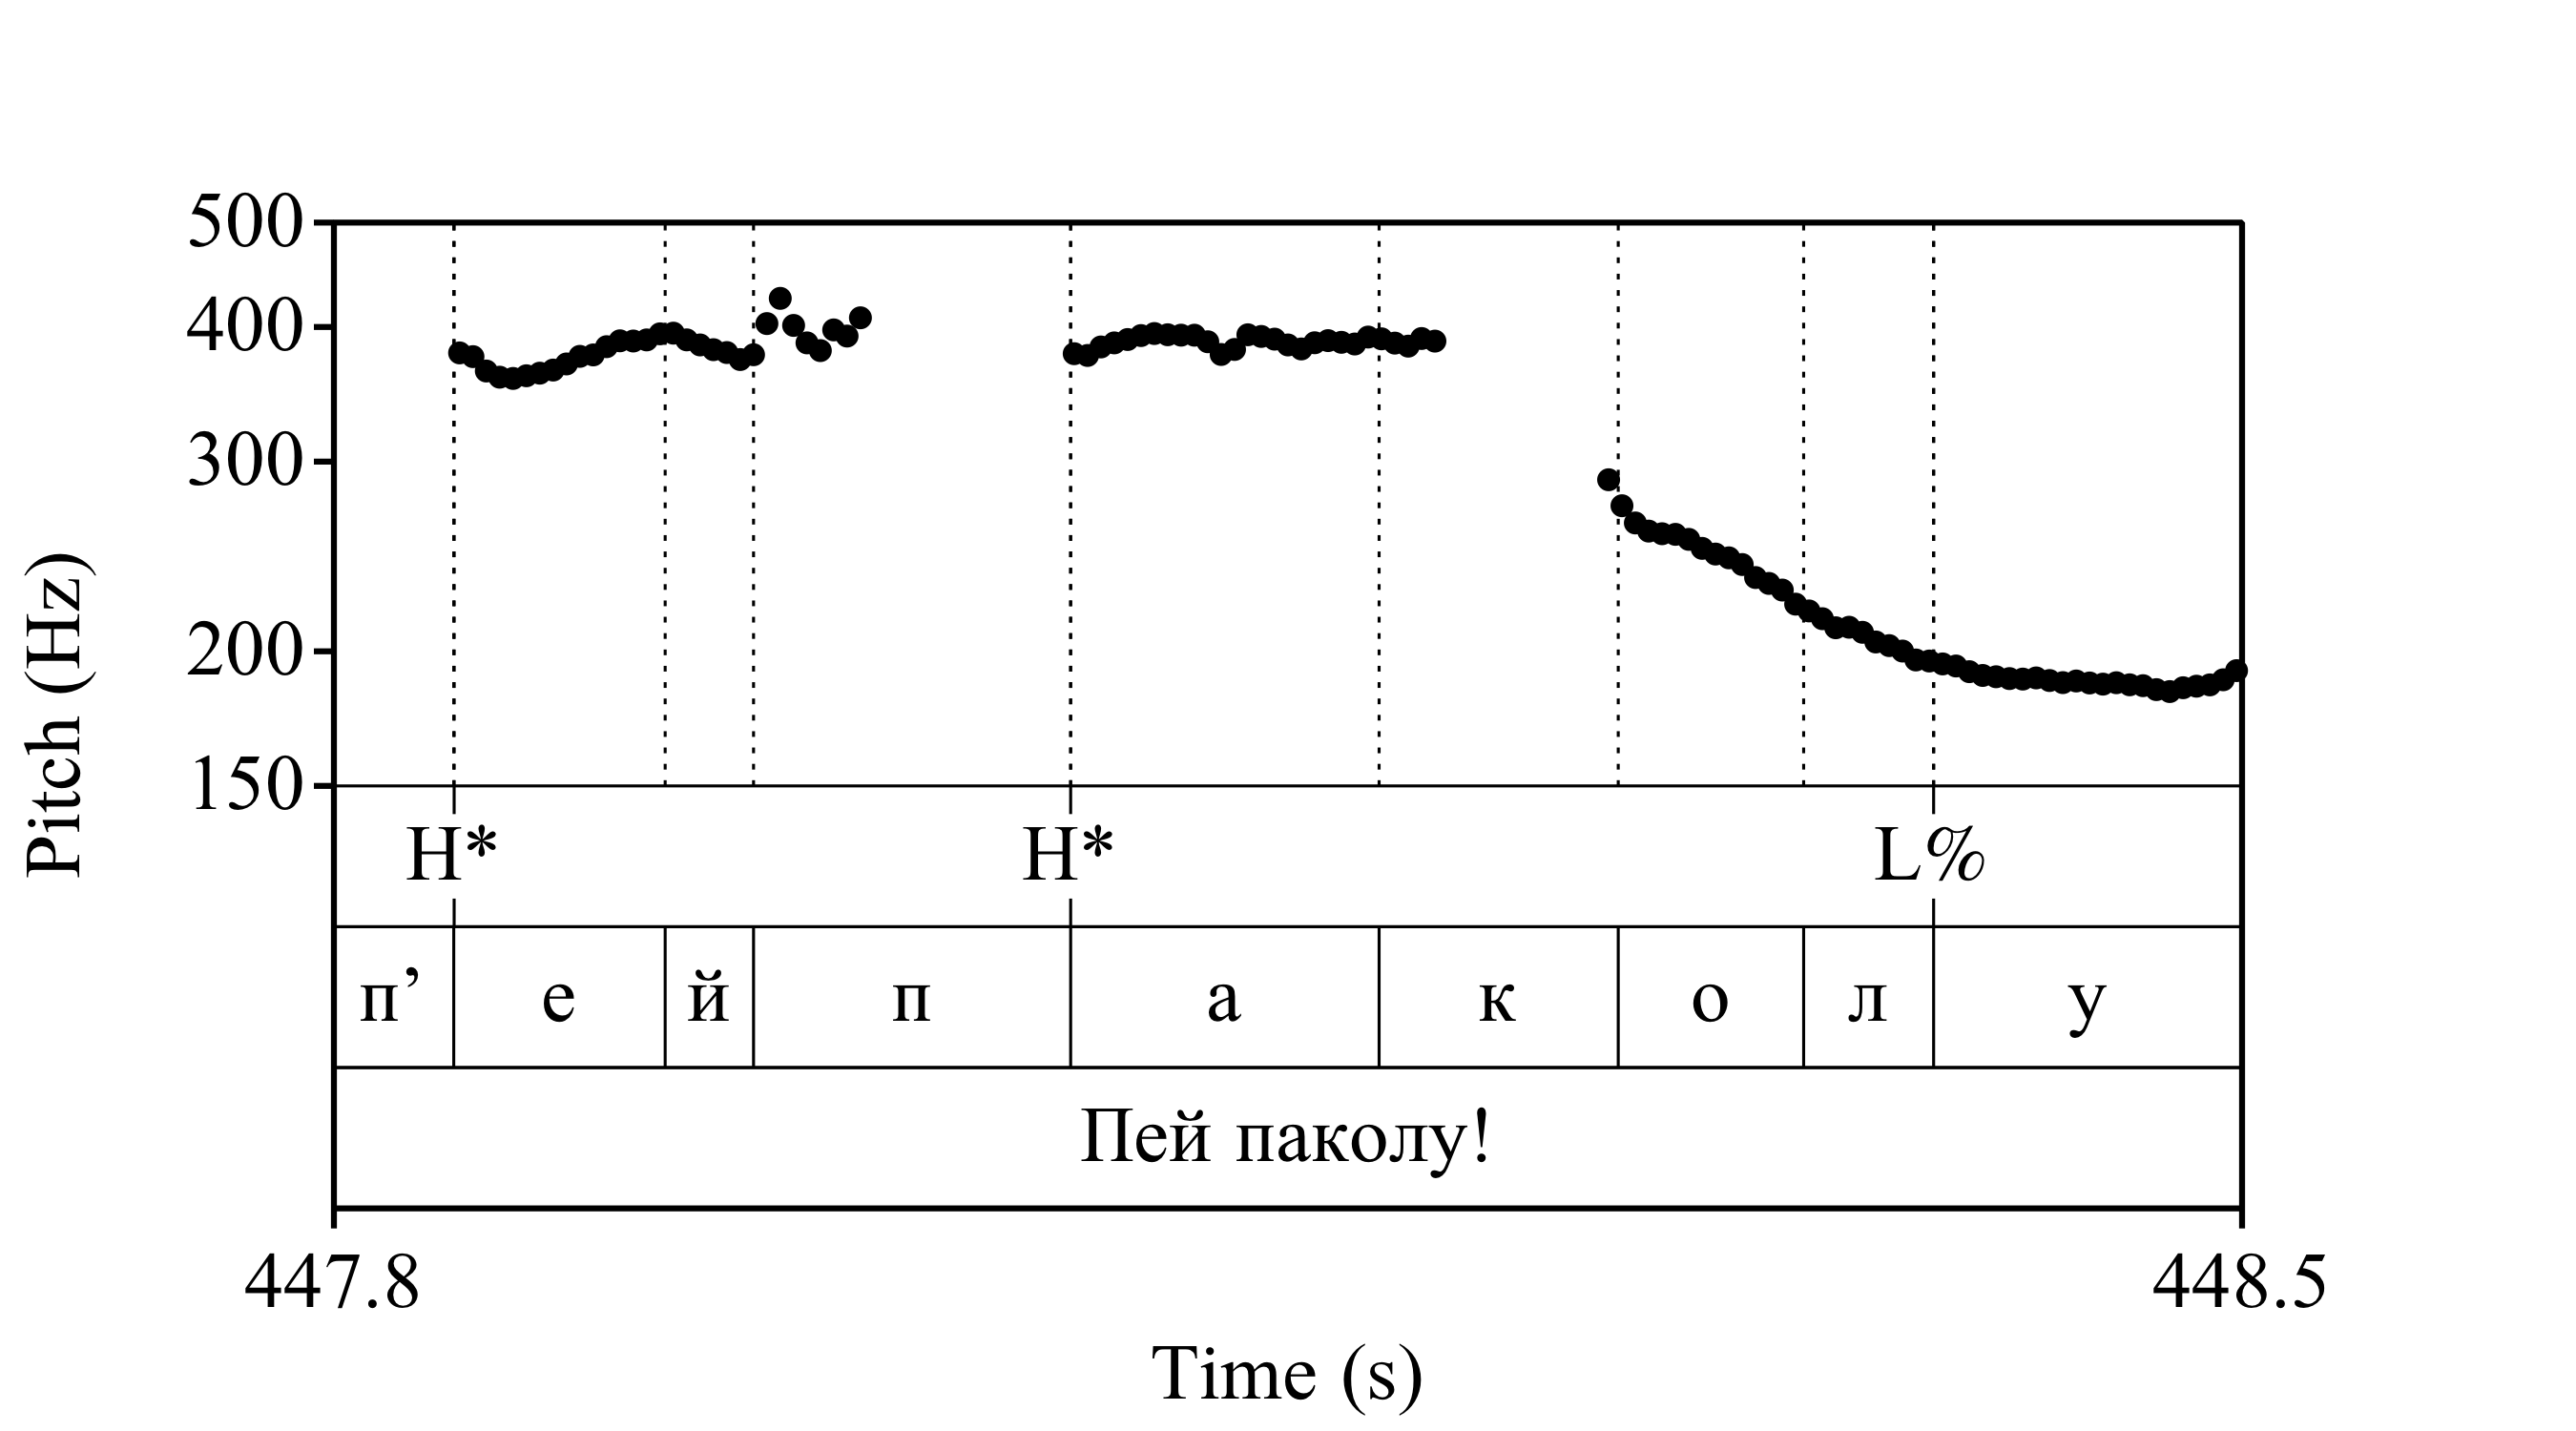 500
400
300
200
150
Pitch (Hz)
H* H* L%
п’ е й п а к о л у
Пей паколу!
447.8 448.5
Time (s)